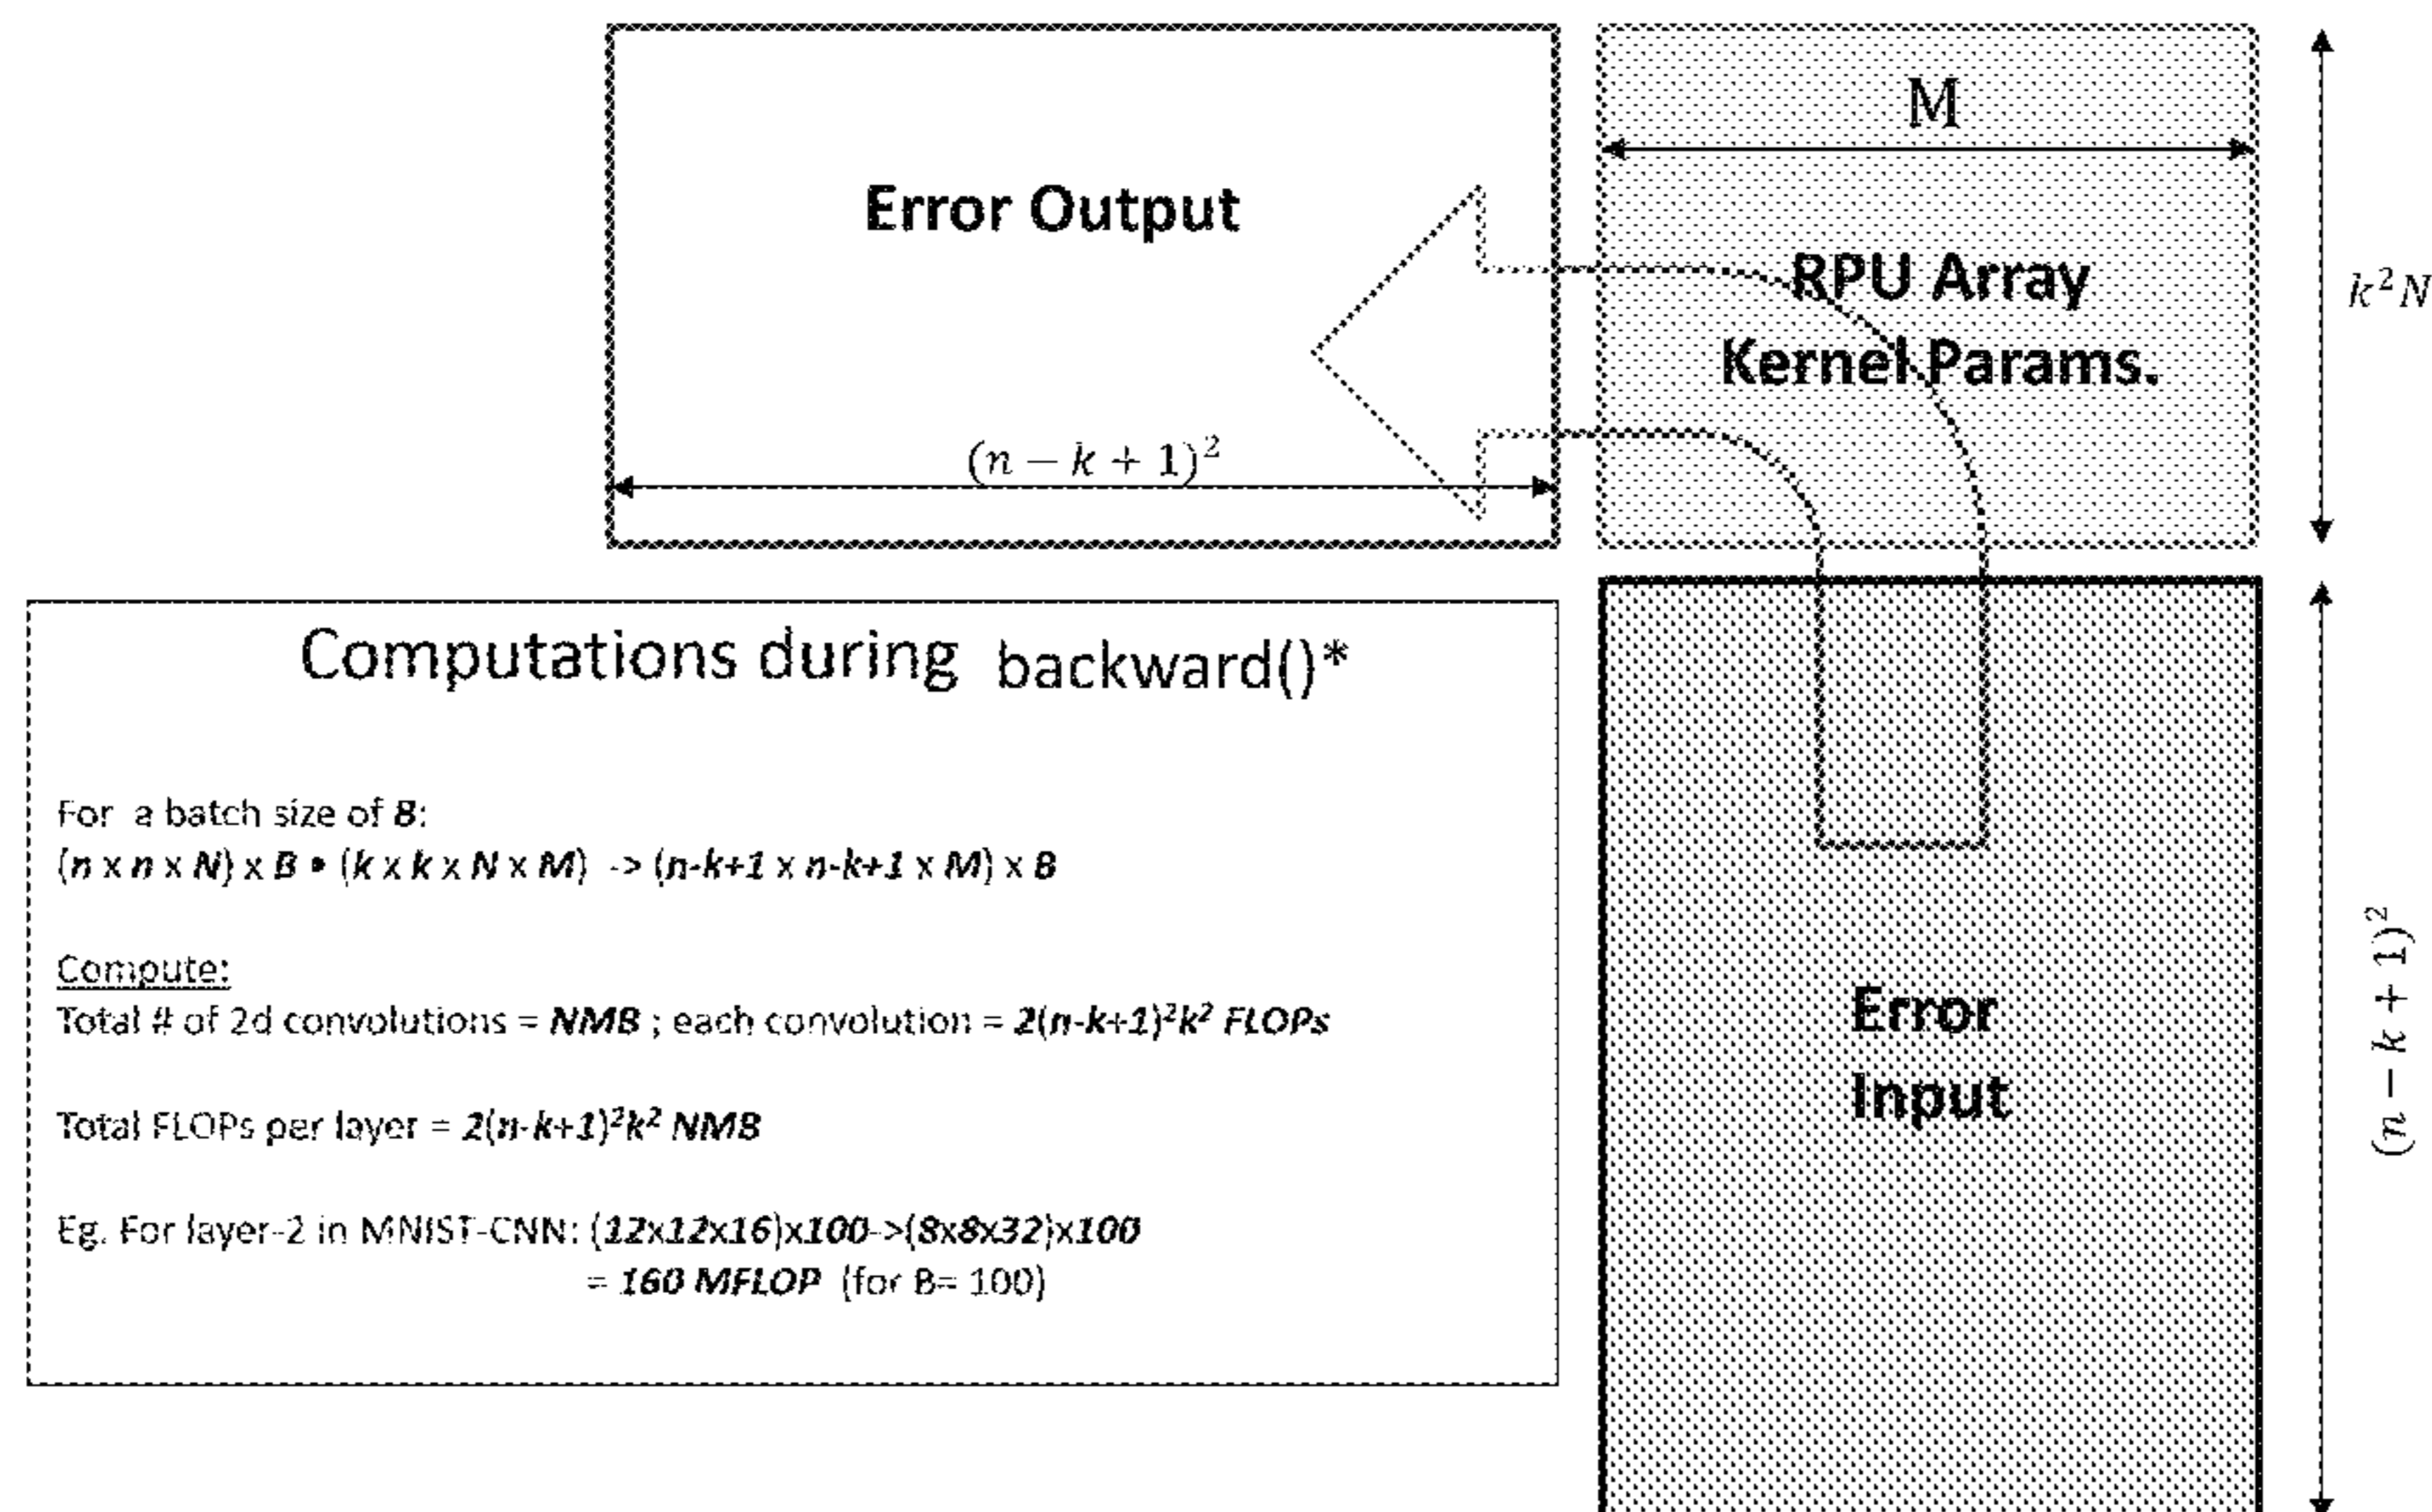 M
Error Output
RPU Array
Kernel Params.
k²N
(n − k + 1)²
Computations during backward()*
For a batch size of B:
(n x n x N) x B • (k x k x N x M) -> (n-k+1 x n-k+1 x M) x B
Compute:
Total # of 2d convolutions = NMB ; each convolution = 2(n-k+1)²k² FLOPs
Total FLOPs per layer = 2(n-k+1)²k² NMB
Eg. For layer-2 in MNIST-CNN: (12x12x16)x100->(8x8x32)x100
= 160 MFLOP (for B= 100)
Error
Input
(n − k + 1)²